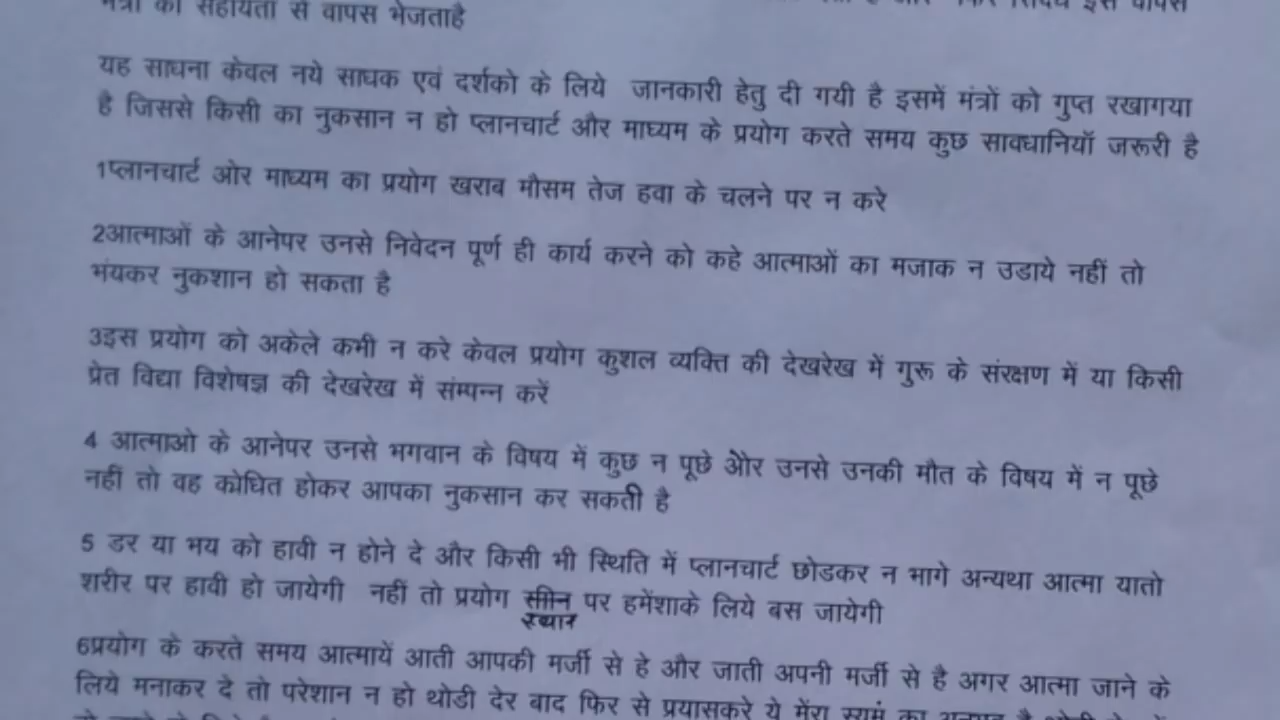 मंत्रों की सहायता से वापस भेजताहै
यह साधना केवल नये साधक एवं दर्शको के लिये जानकारी हेतु दी गयी है इसमें मंत्रों को गुप्त रखागया
है जिससे किसी का नुकसान न हो प्लानचार्ट और माध्यम के प्रयोग करते समय कुछ सावधानियॉ जरूरी है
1प्लानचार्ट ओर माध्यम का प्रयोग खराब मौसम तेज हवा के चलने पर न करे
2आत्माओं के आनेपर उनसे निवेदन पूर्ण ही कार्य करने को कहे आत्माओं का मजाक न उडाये नहीं तो
भंयकर नुकशान हो सकता है
3इस प्रयोग को अकेले कभी न करे केवल प्रयोग कुशल व्यक्ति की देखरेख में गुरू के संरक्षण में या किसी
प्रेत विद्या विशेषज्ञ की देखरेख में संम्पन्न करें
4 आत्माओ के आनेपर उनसे भगवान के विषय में कुछ न पूछे औेर उनसे उनकी मौत के विषय में न पूछे
नहीं तो वह क्रोधित होकर आपका नुकसान कर सकती है
5 डर या भय को हावी न होने दे और किसी भी स्थिति में प्लानचार्ट छोडकर न भागे अन्यथा आत्मा यातो
शरीर पर हावी हो जायेगी नहीं तो प्रयोग सीन पर हमेंशाके लिये बस जायेगी
स्थान
6प्रयोग के करते समय आत्मायें आती आपकी मर्जी से हे और जाती अपनी मर्जी से है अगर आत्मा जाने के
लिये मनाकर दे तो परेशान न हो थोडी देर बाद फिर से प्रयासकरे ये मेंरा स्यमं का